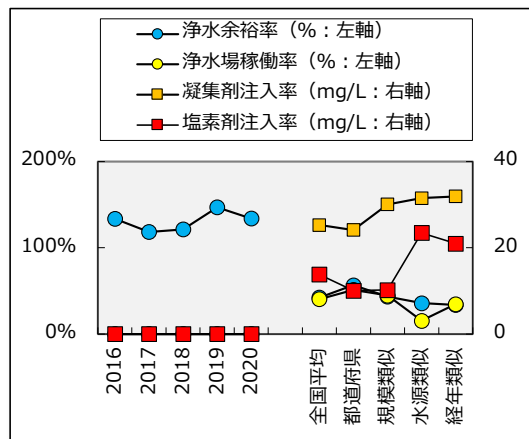 浄水余裕率（%：左軸）
浄水場稼働率（%：左軸）
凝集剤注入率（mg/L：右軸）
塩素剤注入率（mg/L：右軸）
200%
100%
0%
40
20
0
2016
2017
2018
2019
2020
全国平均
都道府県
規模類似
水源類似
経年類似